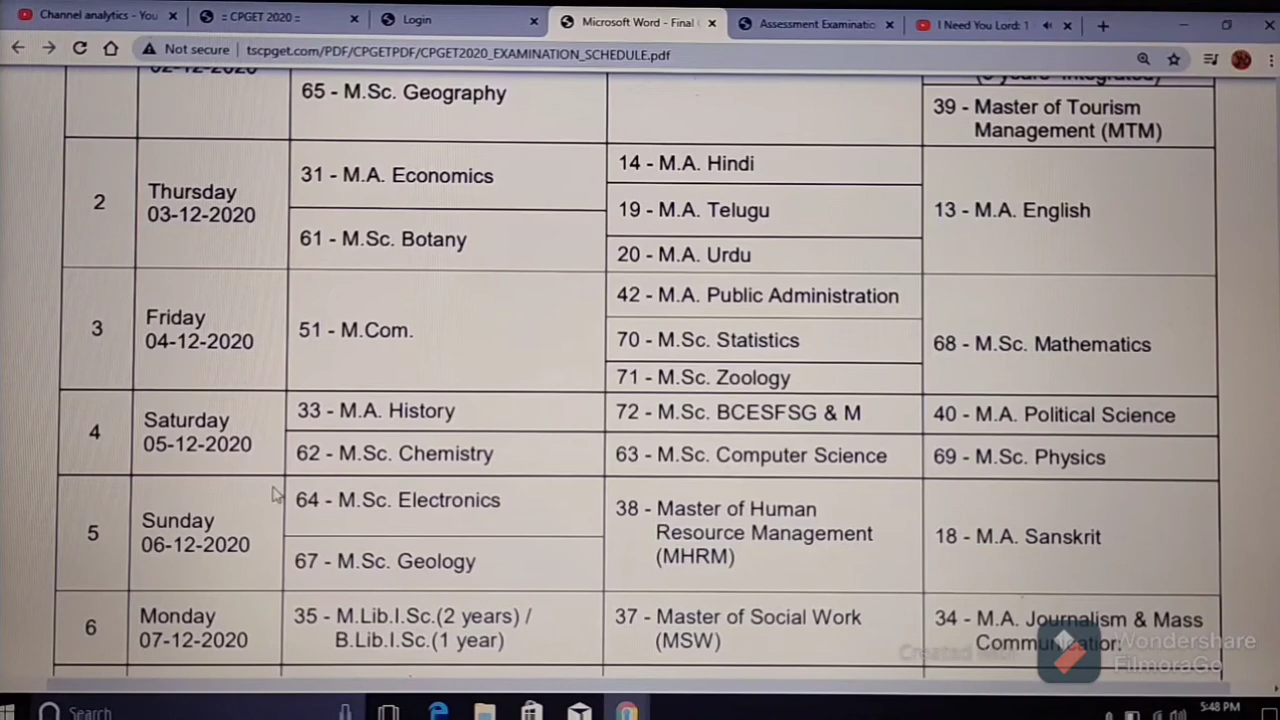 Channel analytics - You
:: CPGET 2020 ::
Login
Microsoft Word - Final
Assessment Examinatio
I Need You Lord: 1
Not secure
tscpget.com/PDF/CPGETPDF/CPGET2020_EXAMINATION_SCHEDULE.pdf
02-12-2020
65 - M.Sc. Geography
(5 years Integrated)
39 - Master of Tourism
Management (MTM)
2
Thursday
03-12-2020
31 - M.A. Economics
61 - M.Sc. Botany
14 - M.A. Hindi
19 - M.A. Telugu
20 - M.A. Urdu
13 - M.A. English
3
Friday
04-12-2020
51 - M.Com.
42 - M.A. Public Administration
70 - M.Sc. Statistics
71 - M.Sc. Zoology
68 - M.Sc. Mathematics
4
Saturday
05-12-2020
33 - M.A. History
62 - M.Sc. Chemistry
72 - M.Sc. BCESFSG & M
63 - M.Sc. Computer Science
40 - M.A. Political Science
69 - M.Sc. Physics
5
Sunday
06-12-2020
64 - M.Sc. Electronics
67 - M.Sc. Geology
38 - Master of Human
Resource Management
(MHRM)
18 - M.A. Sanskrit
6
Monday
07-12-2020
35 - M.Lib.I.Sc.(2 years) /
B.Lib.I.Sc.(1 year)
37 - Master of Social Work
(MSW)
34 - M.A. Journalism & Mass
Communication.
Created with
Wondershare
FilmoraGo
Search
5:48 PM